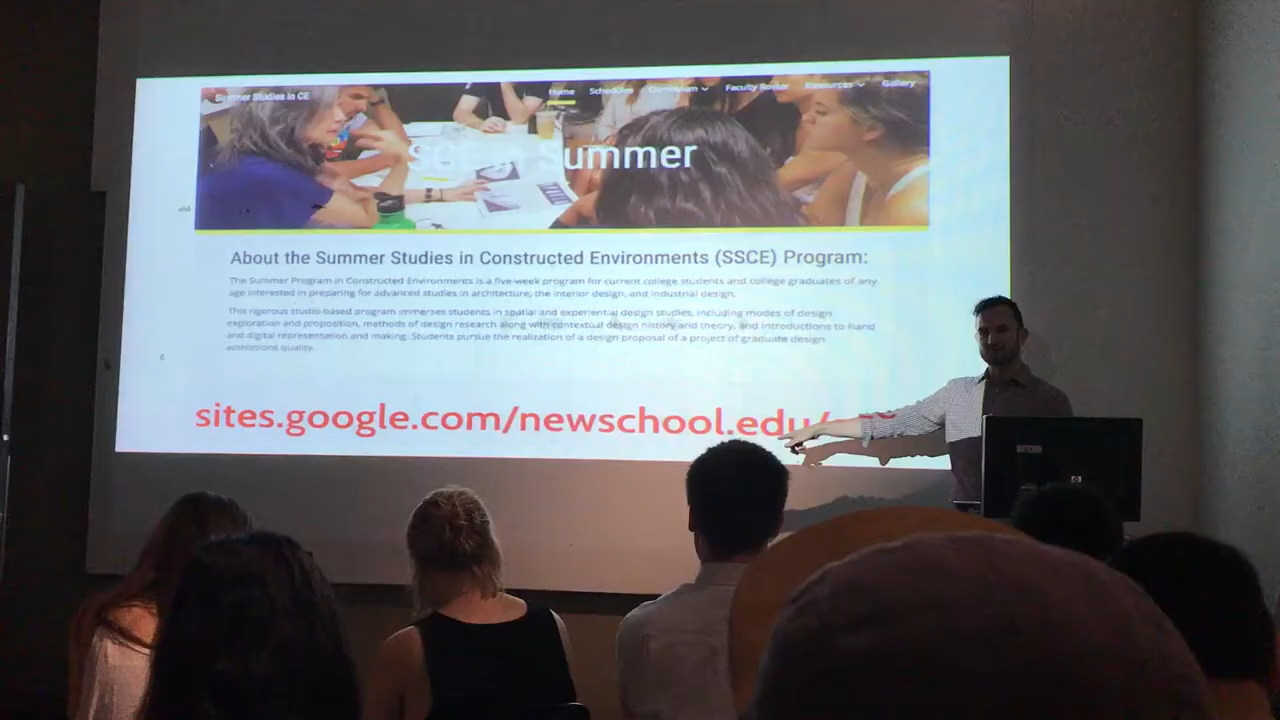 Summer Studies in CE
Home Schedules Curriculum Faculty Roster Resources Gallery
Summer
About the Summer Studies in Constructed Environments (SSCE) Program:
The Summer Program in Constructed Environments is a five-week program for current college students and college graduates of any
age interested in preparing for advanced studies in architecture, the interior design, and industrial design.
This rigorous studio-based program immerses students in spatial and experiential design studies, including modes of design
exploration and proposition, methods of design research along with contextual design history and theory, and introductions to hand
and digital representation and making. Students pursue the realization of a design proposal of a project of graduate design
admissions quality.
sites.google.com/newschool.edu/